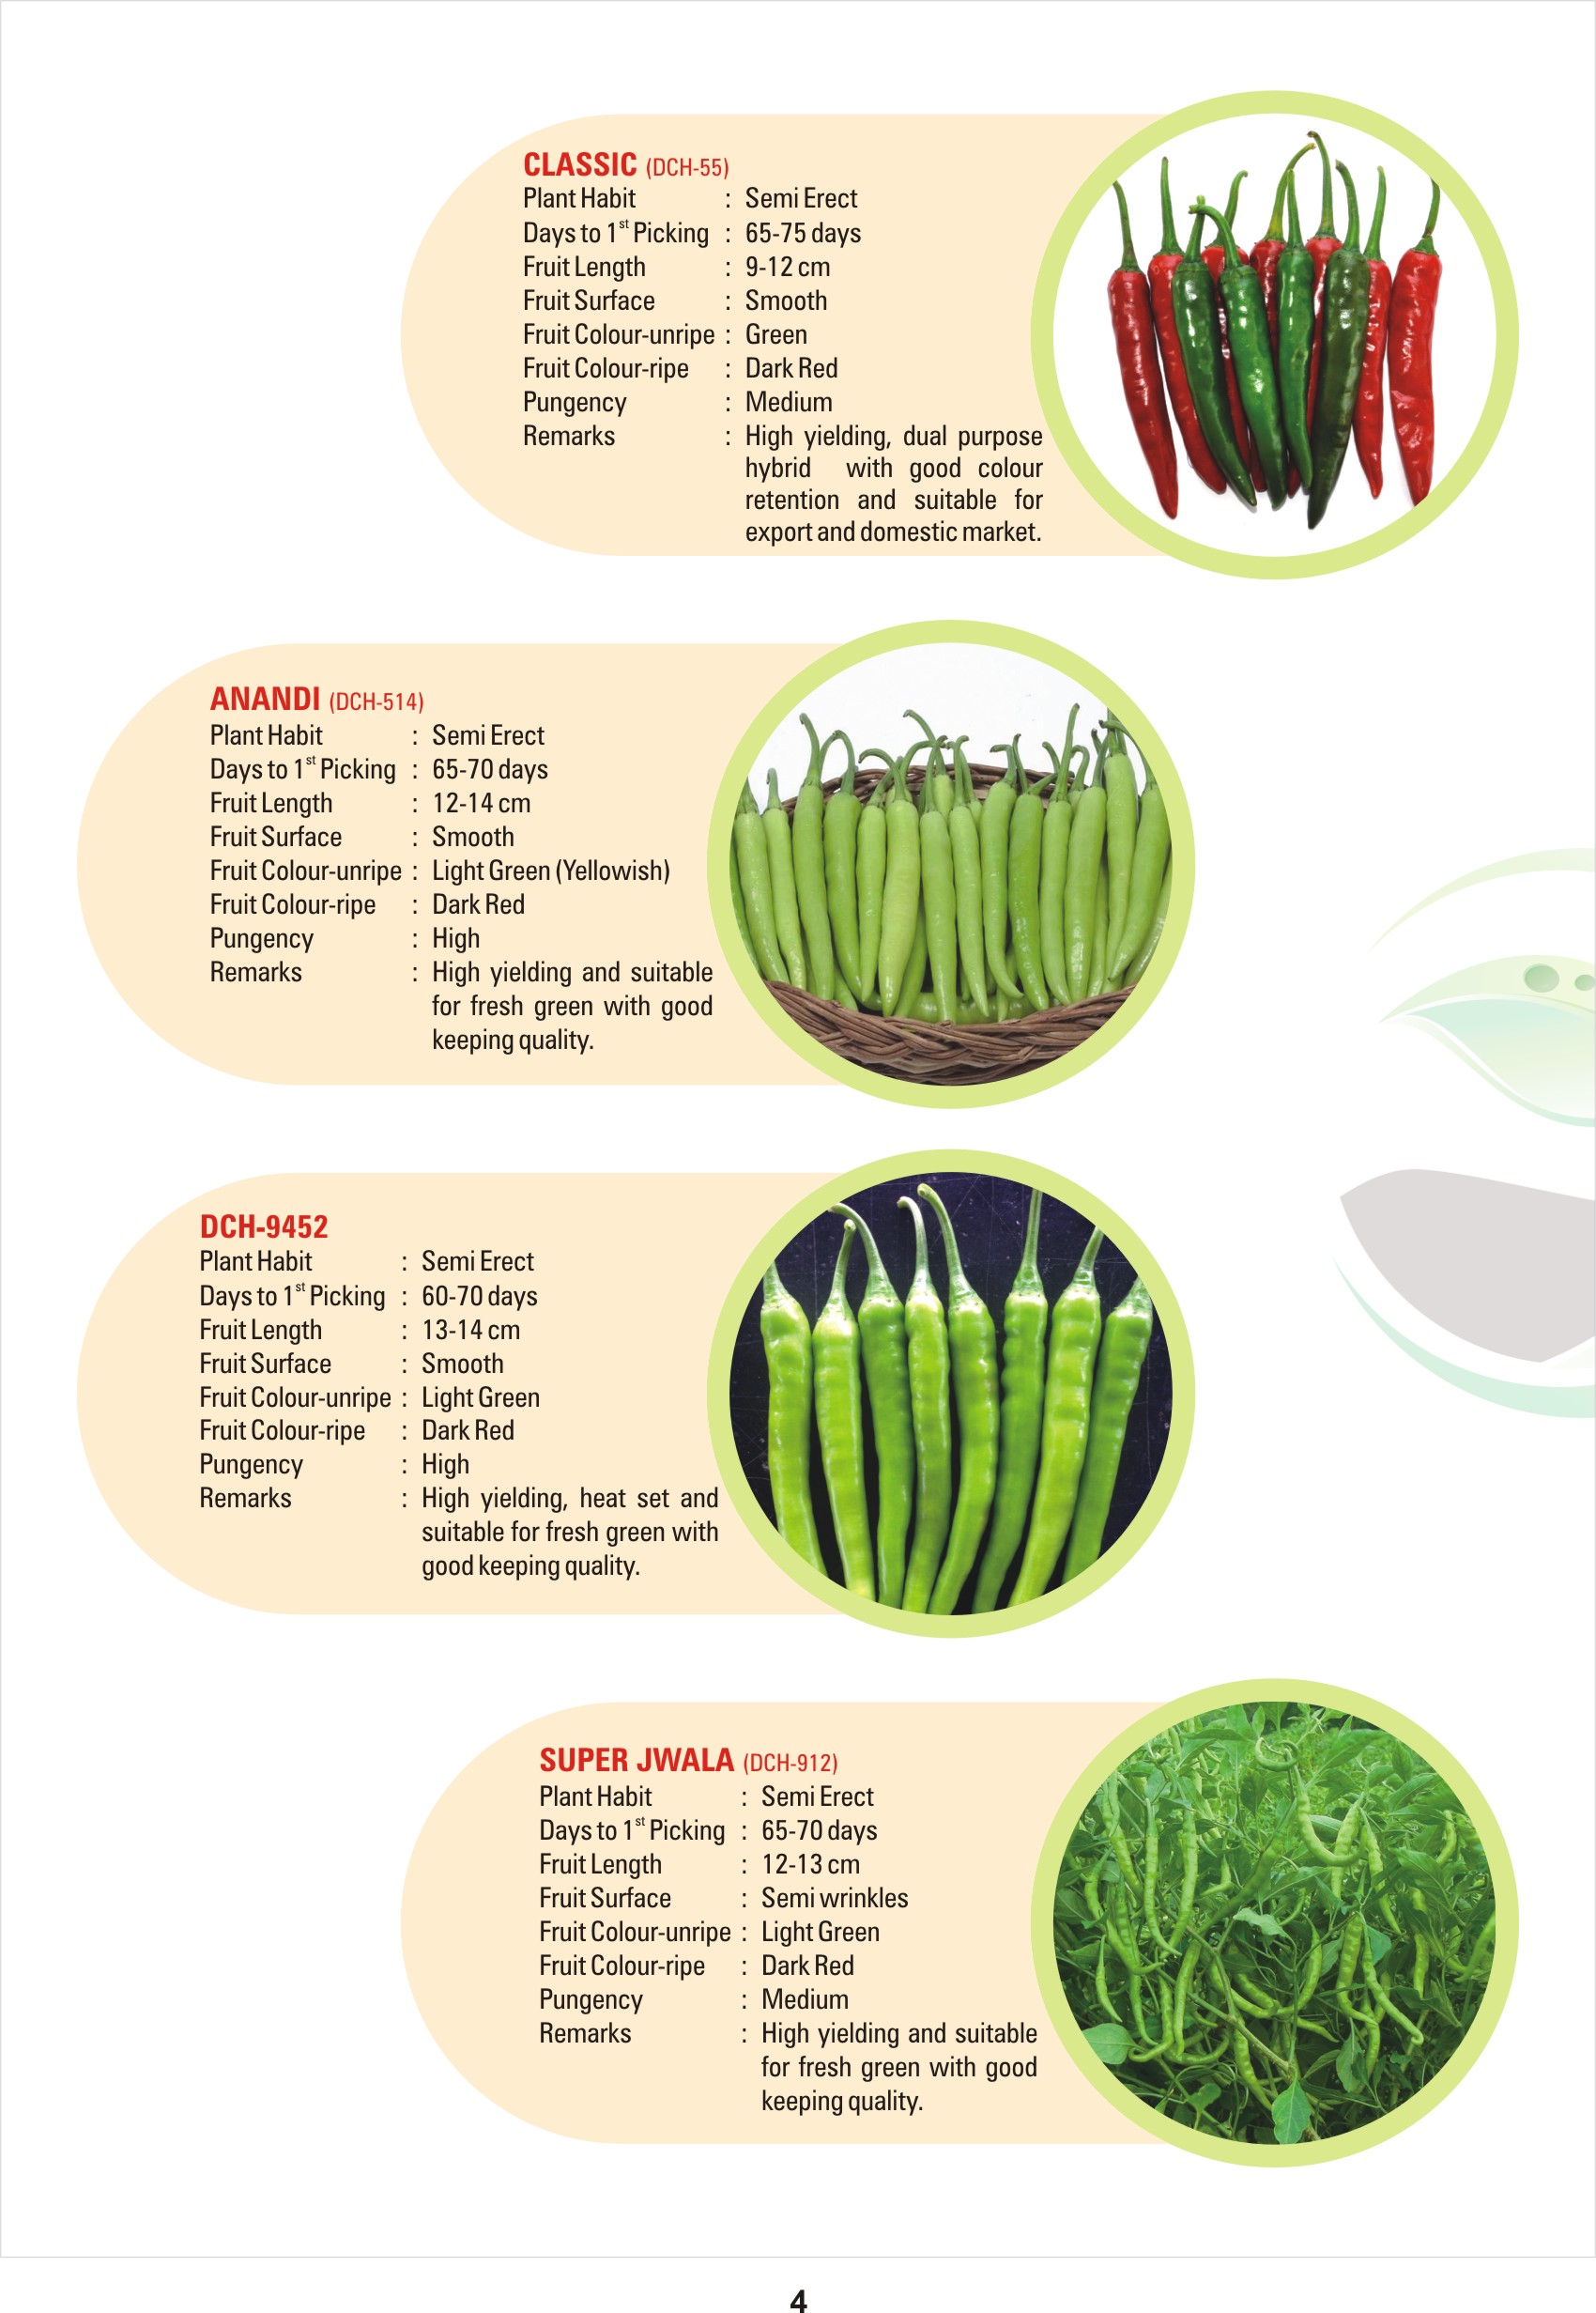 CLASSIC (DCH-55)
Plant Habit : Semi Erect
Days to 1st Picking : 65-75 days
Fruit Length : 9-12 cm
Fruit Surface : Smooth
Fruit Colour-unripe : Green
Fruit Colour-ripe : Dark Red
Pungency : Medium
Remarks : High yielding, dual purpose
hybrid with good colour
retention and suitable for
export and domestic market.
ANANDI (DCH-514)
Plant Habit : Semi Erect
Days to 1st Picking : 65-70 days
Fruit Length : 12-14 cm
Fruit Surface : Smooth
Fruit Colour-unripe : Light Green (Yellowish)
Fruit Colour-ripe : Dark Red
Pungency : High
Remarks : High yielding and suitable
for fresh green with good
keeping quality.
DCH-9452
Plant Habit : Semi Erect
Days to 1st Picking : 60-70 days
Fruit Length : 13-14 cm
Fruit Surface : Smooth
Fruit Colour-unripe : Light Green
Fruit Colour-ripe : Dark Red
Pungency : High
Remarks : High yielding, heat set and
suitable for fresh green with
good keeping quality.
SUPER JWALA (DCH-912)
Plant Habit : Semi Erect
Days to 1st Picking : 65-70 days
Fruit Length : 12-13 cm
Fruit Surface : Semi wrinkles
Fruit Colour-unripe : Light Green
Fruit Colour-ripe : Dark Red
Pungency : Medium
Remarks : High yielding and suitable
for fresh green with good
keeping quality.
4